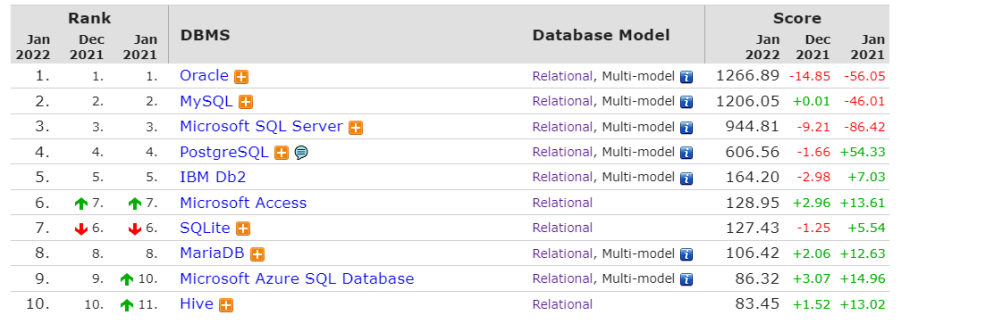 Rank DBMS Database Model Score
Jan 2022 Dec 2021 Jan 2021 Jan 2022 Dec 2021 Jan 2021
1. 1. 1. Oracle Relational, Multi-model 1266.89 -14.85 -56.05
2. 2. 2. MySQL Relational, Multi-model 1206.05 +0.01 -46.01
3. 3. 3. Microsoft SQL Server Relational, Multi-model 944.81 -9.21 -86.42
4. 4. 4. PostgreSQL Relational, Multi-model 606.56 -1.66 +54.33
5. 5. 5. IBM Db2 Relational, Multi-model 164.20 -2.98 +7.03
6. 7. 7. Microsoft Access Relational 128.95 +2.96 +13.61
7. 6. 6. SQLite Relational 127.43 -1.25 +5.54
8. 8. 8. MariaDB Relational, Multi-model 106.42 +2.06 +12.63
9. 9. 10. Microsoft Azure SQL Database Relational, Multi-model 86.32 +3.07 +14.96
10. 10. 11. Hive Relational 83.45 +1.52 +13.02